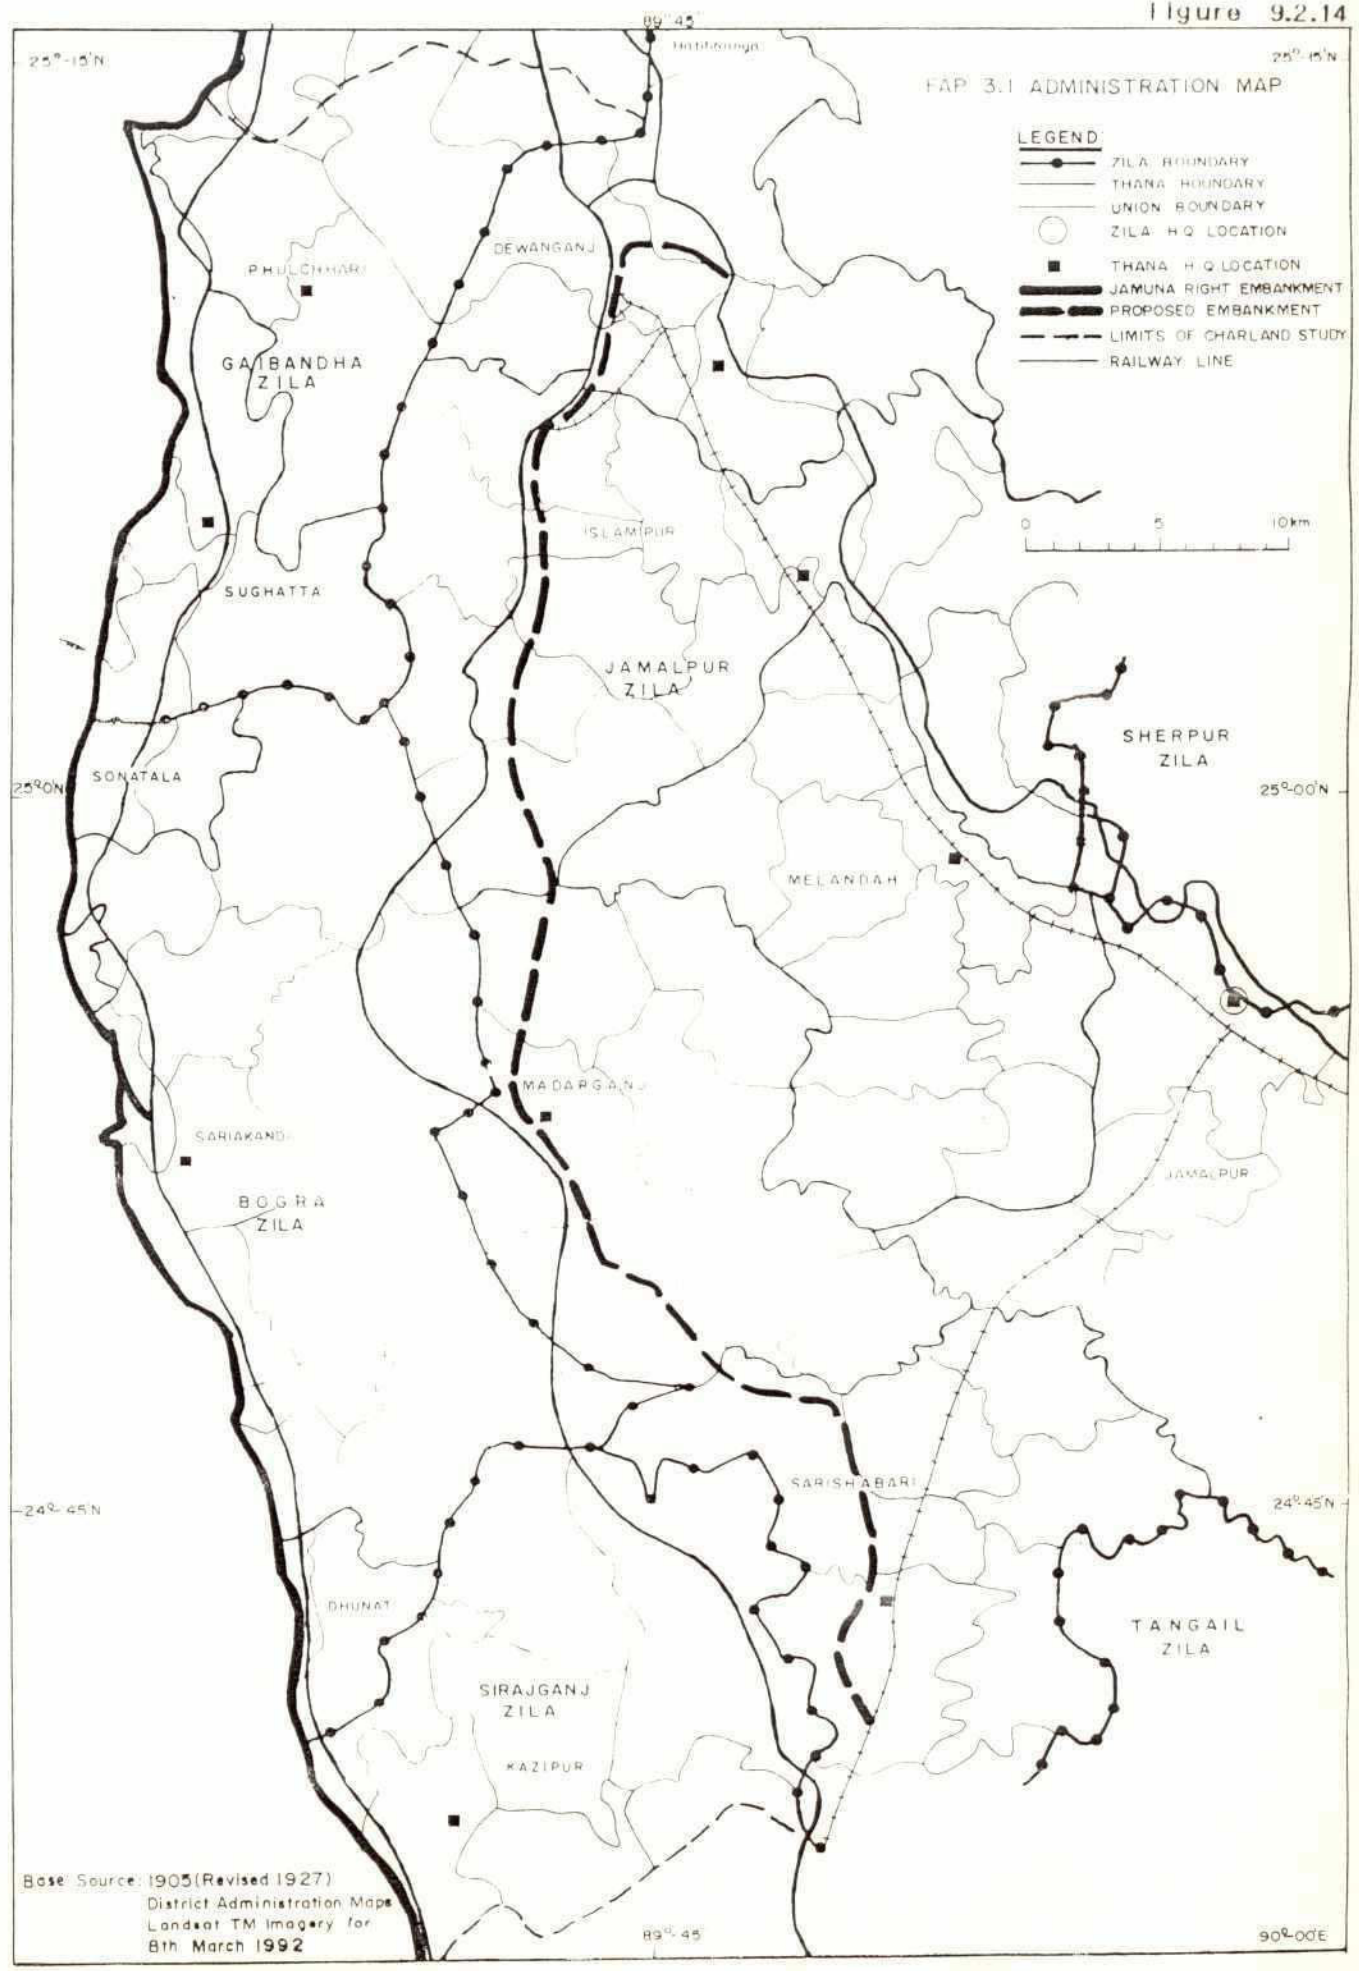 Figure 9.2.14
89°45'
25°-15'N
25°-15'N
FAP 3.1 ADMINISTRATION MAP
LEGEND
ZILA BOUNDARY
THANA BOUNDARY
UNION BOUNDARY
ZILA H Q LOCATION
THANA H Q LOCATION
JAMUNA RIGHT EMBANKMENT
PROPOSED EMBANKMENT
LIMITS OF CHARLAND STUDY
RAILWAY LINE
DEWANGANJ
PHULCHHARI
GAIBANDHA
ZILA
0 5 10km
ISLAMPUR
SUGHATTA
JAMALPUR
ZILA
SHERPUR
ZILA
SONATALA
25°0'N
25°-00'N
MELANDAH
MADARGANJ
SARIAKANDI
JAMALPUR
BOGRA
ZILA
SARISHABARI
24°45'N
24°45'N
DHUNAT
TANGAIL
ZILA
SIRAJGANJ
ZILA
KAZIPUR
Base Source: 1905(Revised 1927)
District Administration Maps
Landsat TM Imagery for
8th March 1992
89°-45'
90°-00'E